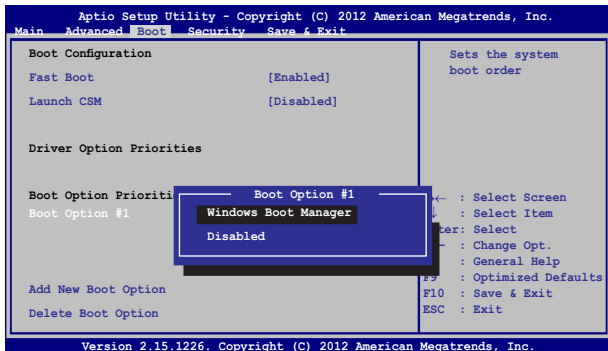 Aptio Setup Utility - Copyright (C) 2012 American Megatrends, Inc.
Main Advanced Boot Security Save & Exit
Boot Configuration
Fast Boot [Enabled]
Launch CSM [Disabled]
Driver Option Priorities
Boot Option Prioriti
Boot Option #1
Boot Option #1
Windows Boot Manager
Disabled
Add New Boot Option
Delete Boot Option
Sets the system
boot order
← : Select Screen
: Select Item
ter: Select
: Change Opt.
: General Help
F9 : Optimized Defaults
F10 : Save & Exit
ESC : Exit
Version 2.15.1226. Copyright (C) 2012 American Megatrends, Inc.